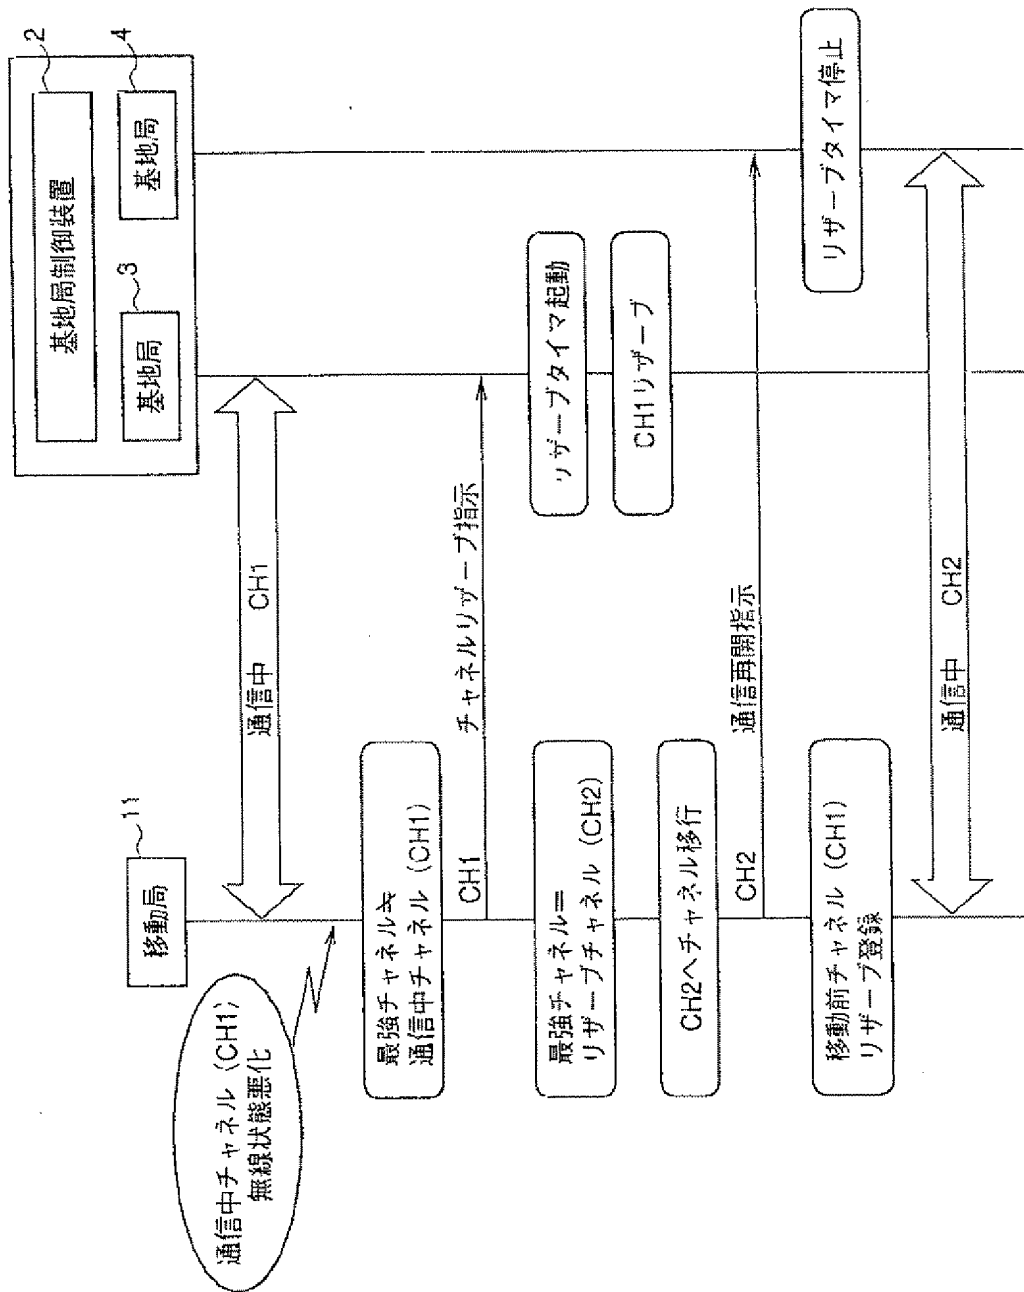 移動局
11
基地局制御装置
2
基地局
3
基地局
4
通信中チャネル (CH1)
無線状態悪化
通信中 CH1
最強チャネル≒
通信中チャネル (CH1)
CH1
チャネルリザーブ指示
最強チャネル=
リザーブチャネル (CH2)
リザーブタイマ起動
CH1リザーブ
CH2へチャネル移行
CH2
通信再開指示
移動前チャネル (CH1)
リザーブ登録
リザーブタイマ停止
通信中 CH2